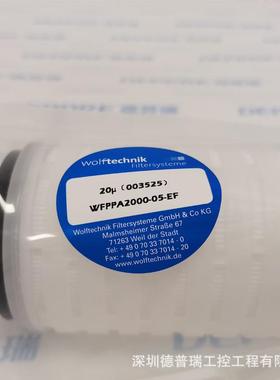 wolftechnik
Filtersysteme
20µ (003525)
WFPPA2000-05-EF
Wolftechnik Filtersysteme GmbH & Co KG
Malmsheimer Straße 67
71263 Weil der Stadt
Tel.: + 49 0 70 33/7014 - 0
Fax: + 49 0 70 33/7014 - 20
www.wolftechnik.de
深圳德普瑞工控工程有限公司